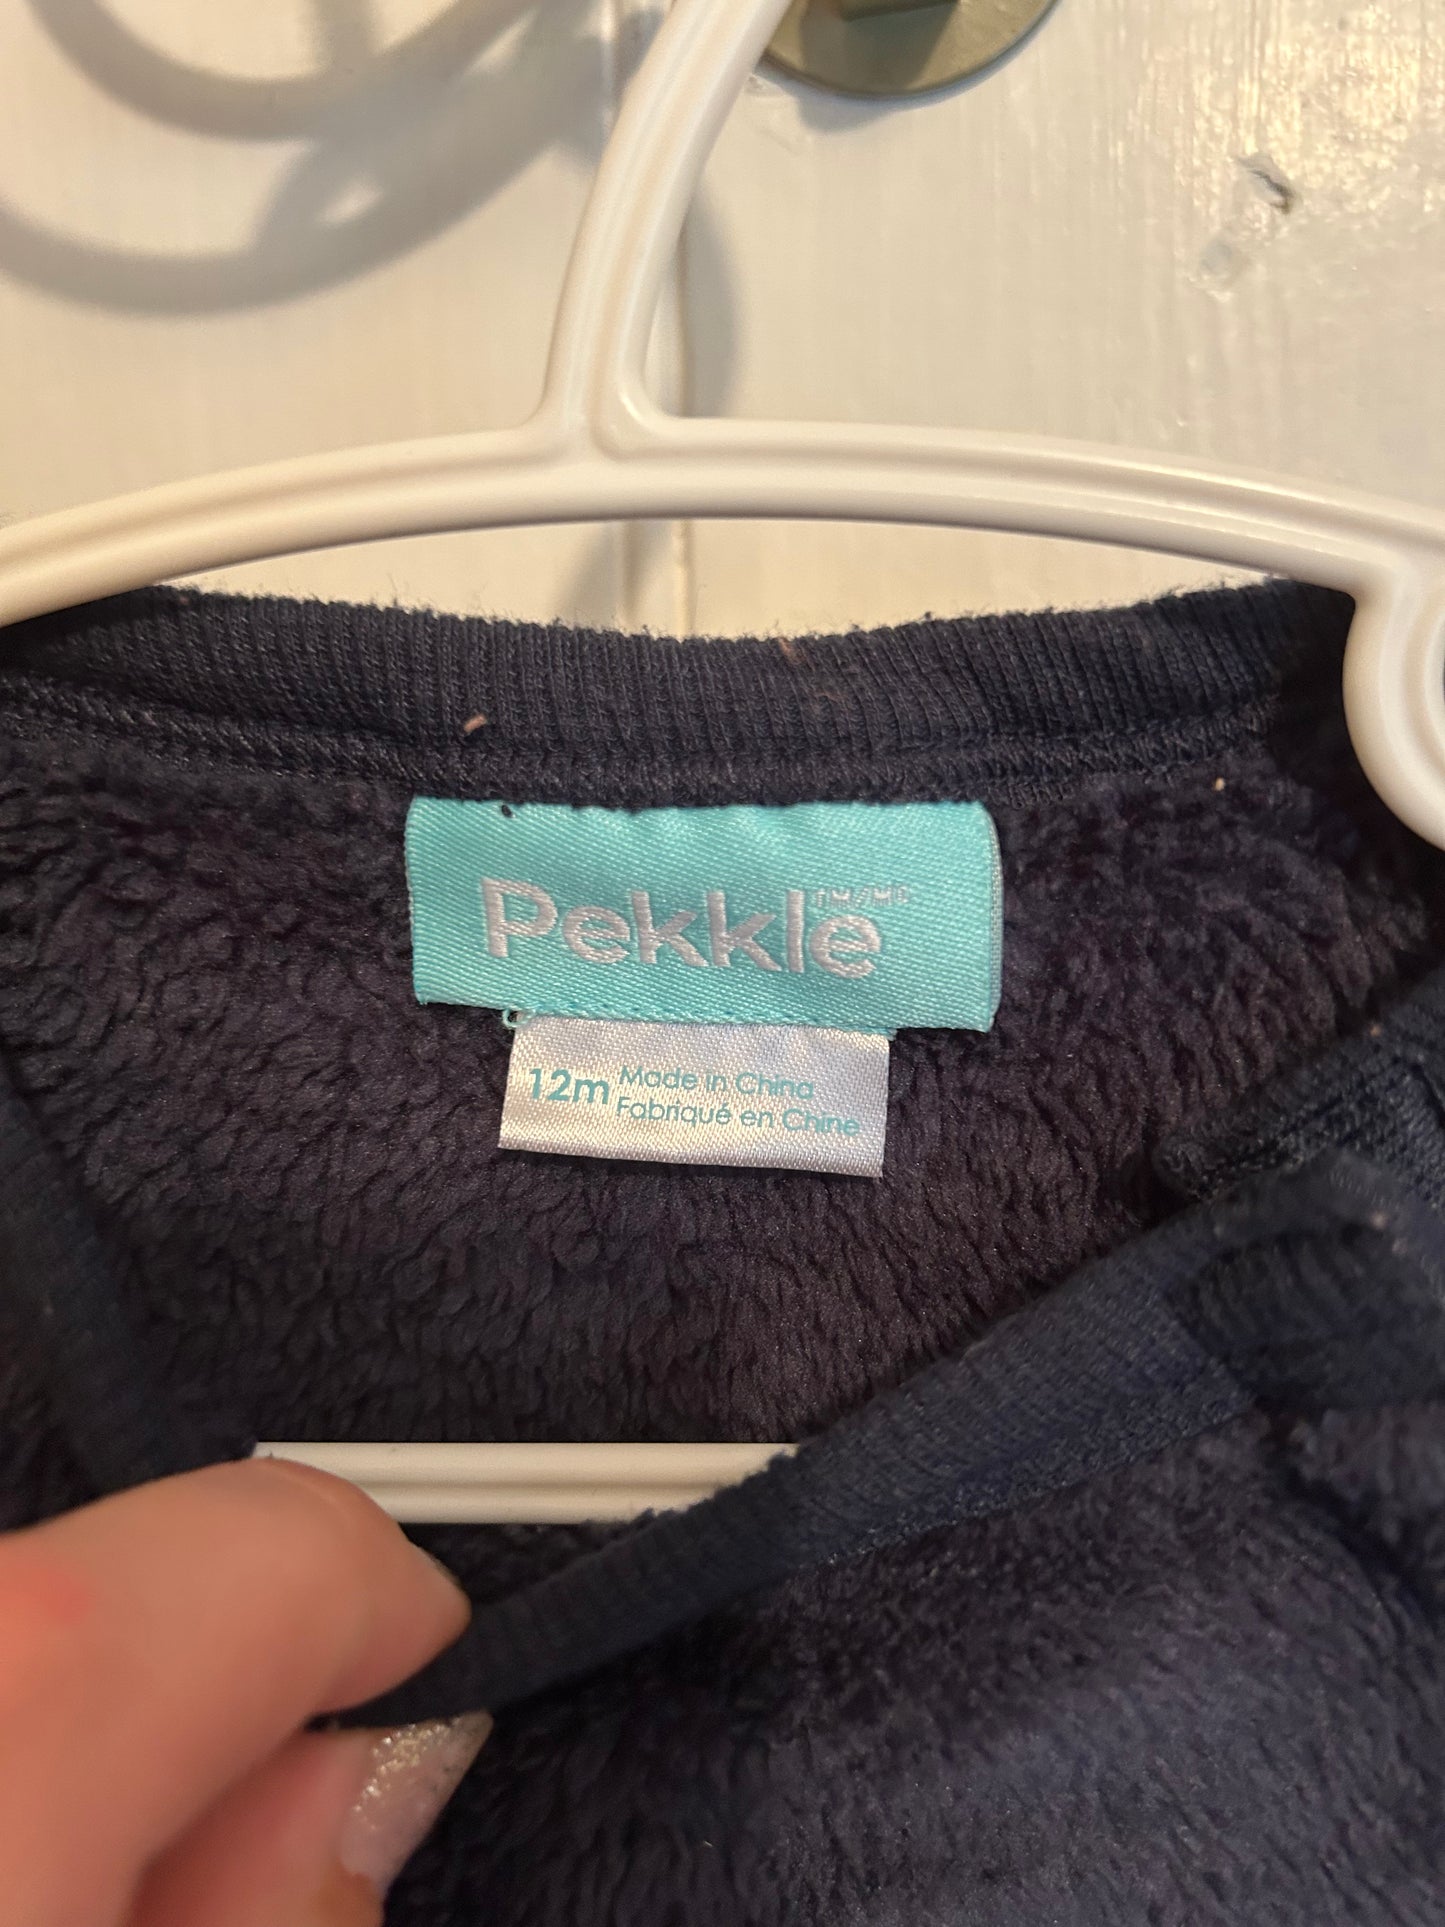 Pekkle TM/MC
12m Made in China
Fabriqué en Chine